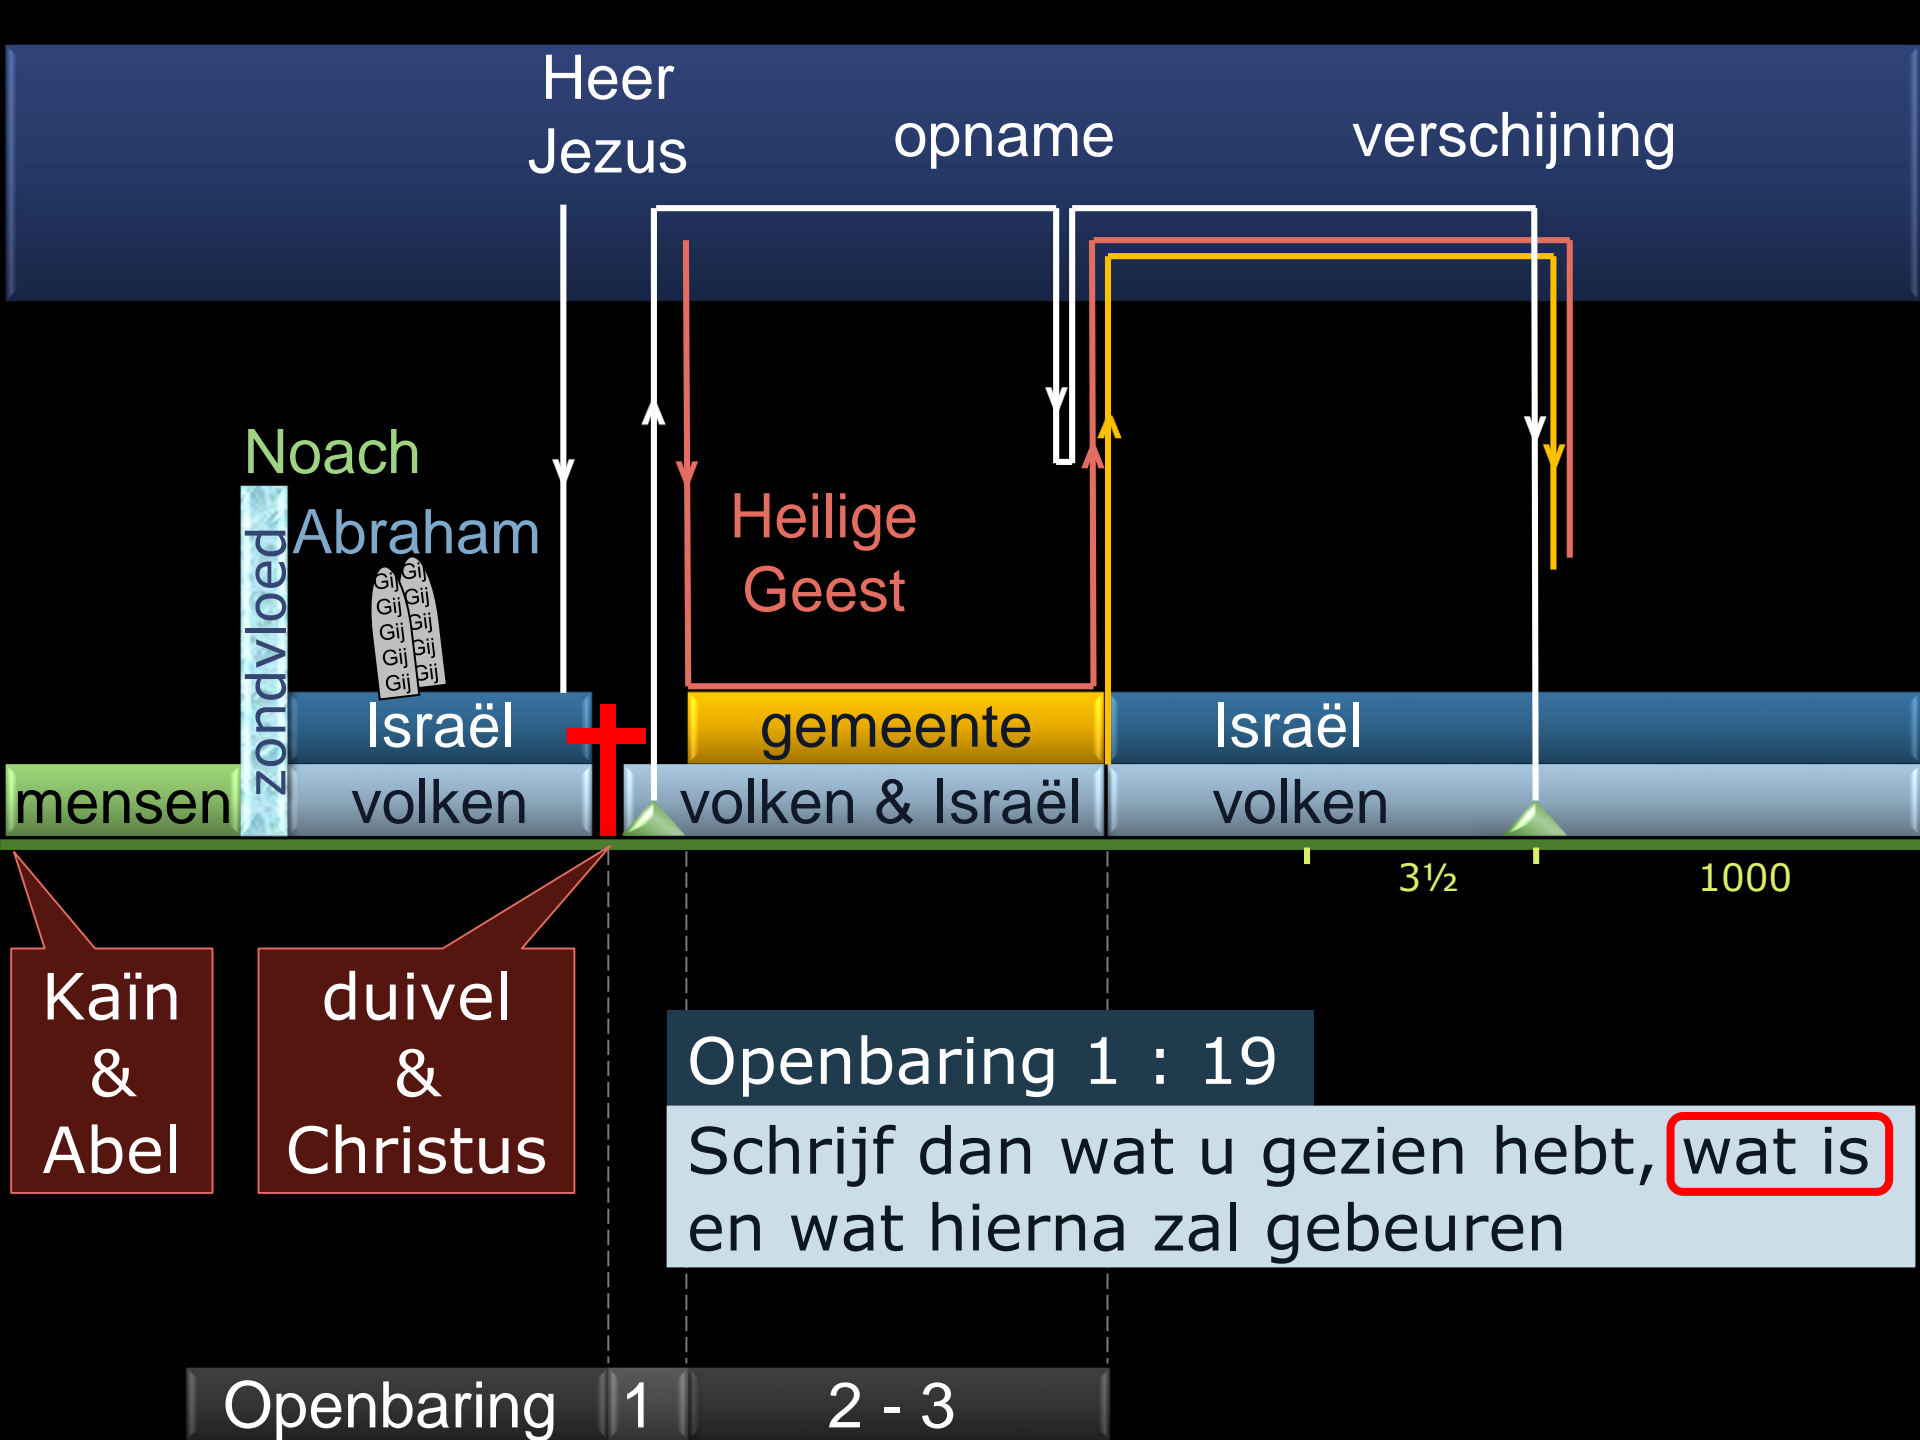 Heer
Jezus
opname
verschijning
Noach
Abraham
zondvloed
Gij
Gij
Gij
Gij
Gij
Gij
Gij
Gij
Gij
Gij
Heilige
Geest
Israël
gemeente
Israël
mensen
volken
volken & Israël
volken
3½
1000
Kaïn
&
Abel
duivel
&
Christus
Openbaring 1 : 19
Schrijf dan wat u gezien hebt, wat is
en wat hierna zal gebeuren
Openbaring
1
2 - 3